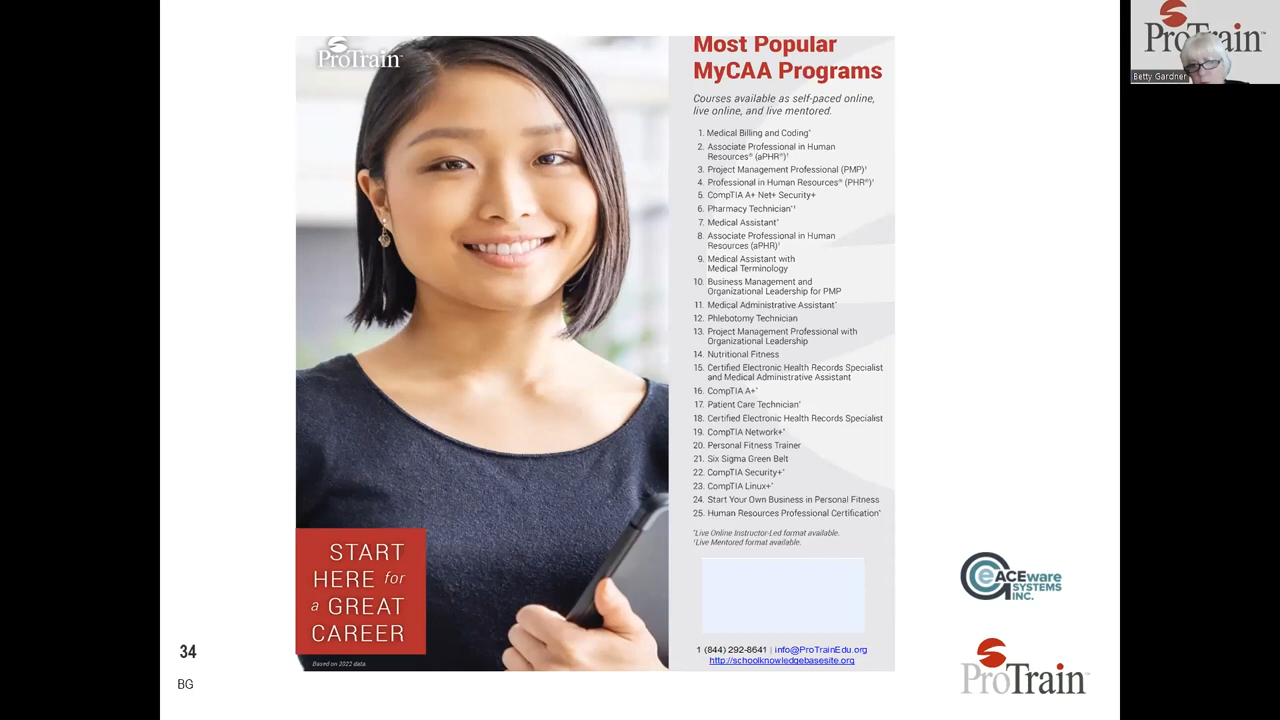 ProTrain
Most Popular
MyCAA Programs
Courses available as self-paced online,
live online, and live mentored.
1. Medical Billing and Coding*
2. Associate Professional in Human
Resources® (aPHR®)†
3. Project Management Professional (PMP)†
4. Professional in Human Resources® (PHR®)†
5. CompTIA A+ Net+ Security+
6. Pharmacy Technician*†
7. Medical Assistant*
8. Associate Professional in Human
Resources (aPHR)†
9. Medical Assistant with
Medical Terminology
10. Business Management and
Organizational Leadership for PMP
11. Medical Administrative Assistant*
12. Phlebotomy Technician
13. Project Management Professional with
Organizational Leadership
14. Nutritional Fitness
15. Certified Electronic Health Records Specialist
and Medical Administrative Assistant
16. CompTIA A+*
17. Patient Care Technician*
18. Certified Electronic Health Records Specialist
19. CompTIA Network+*
20. Personal Fitness Trainer
21. Six Sigma Green Belt
22. CompTIA Security+*
23. CompTIA Linux+*
24. Start Your Own Business in Personal Fitness
25. Human Resources Professional Certification*
*Live Online Instructor-Led format available.
†Live Mentored format available.
START
HERE for
a GREAT
CAREER
Based on 2022 data.
1 (844) 292-8641 | info@ProTrainEdu.org
http://schoolknowledgebasesite.org
34
BG
eACEware
SYSTEMS
INC.
ProTrain™
ProTrain™
Betty Gardner